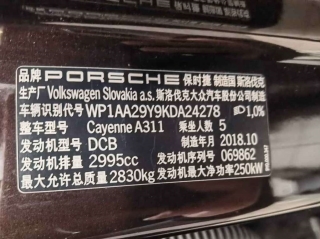 品牌 PORSCHE 保时捷 制造国 斯洛伐克
生产厂 Volkswagen Slovakia a.s. 斯洛伐克大众汽车股份公司制造
车辆识别代号 WP1AA29Y9KDA24278 1,0%
整车型号 Cayenne A311 乘坐人数 5
发动机型号 DCB 制造年月 2018.10
发动机排量 2995cc 发动机序列号 069862
最大允许总质量 2830kg 发动机最大净功率 250kW